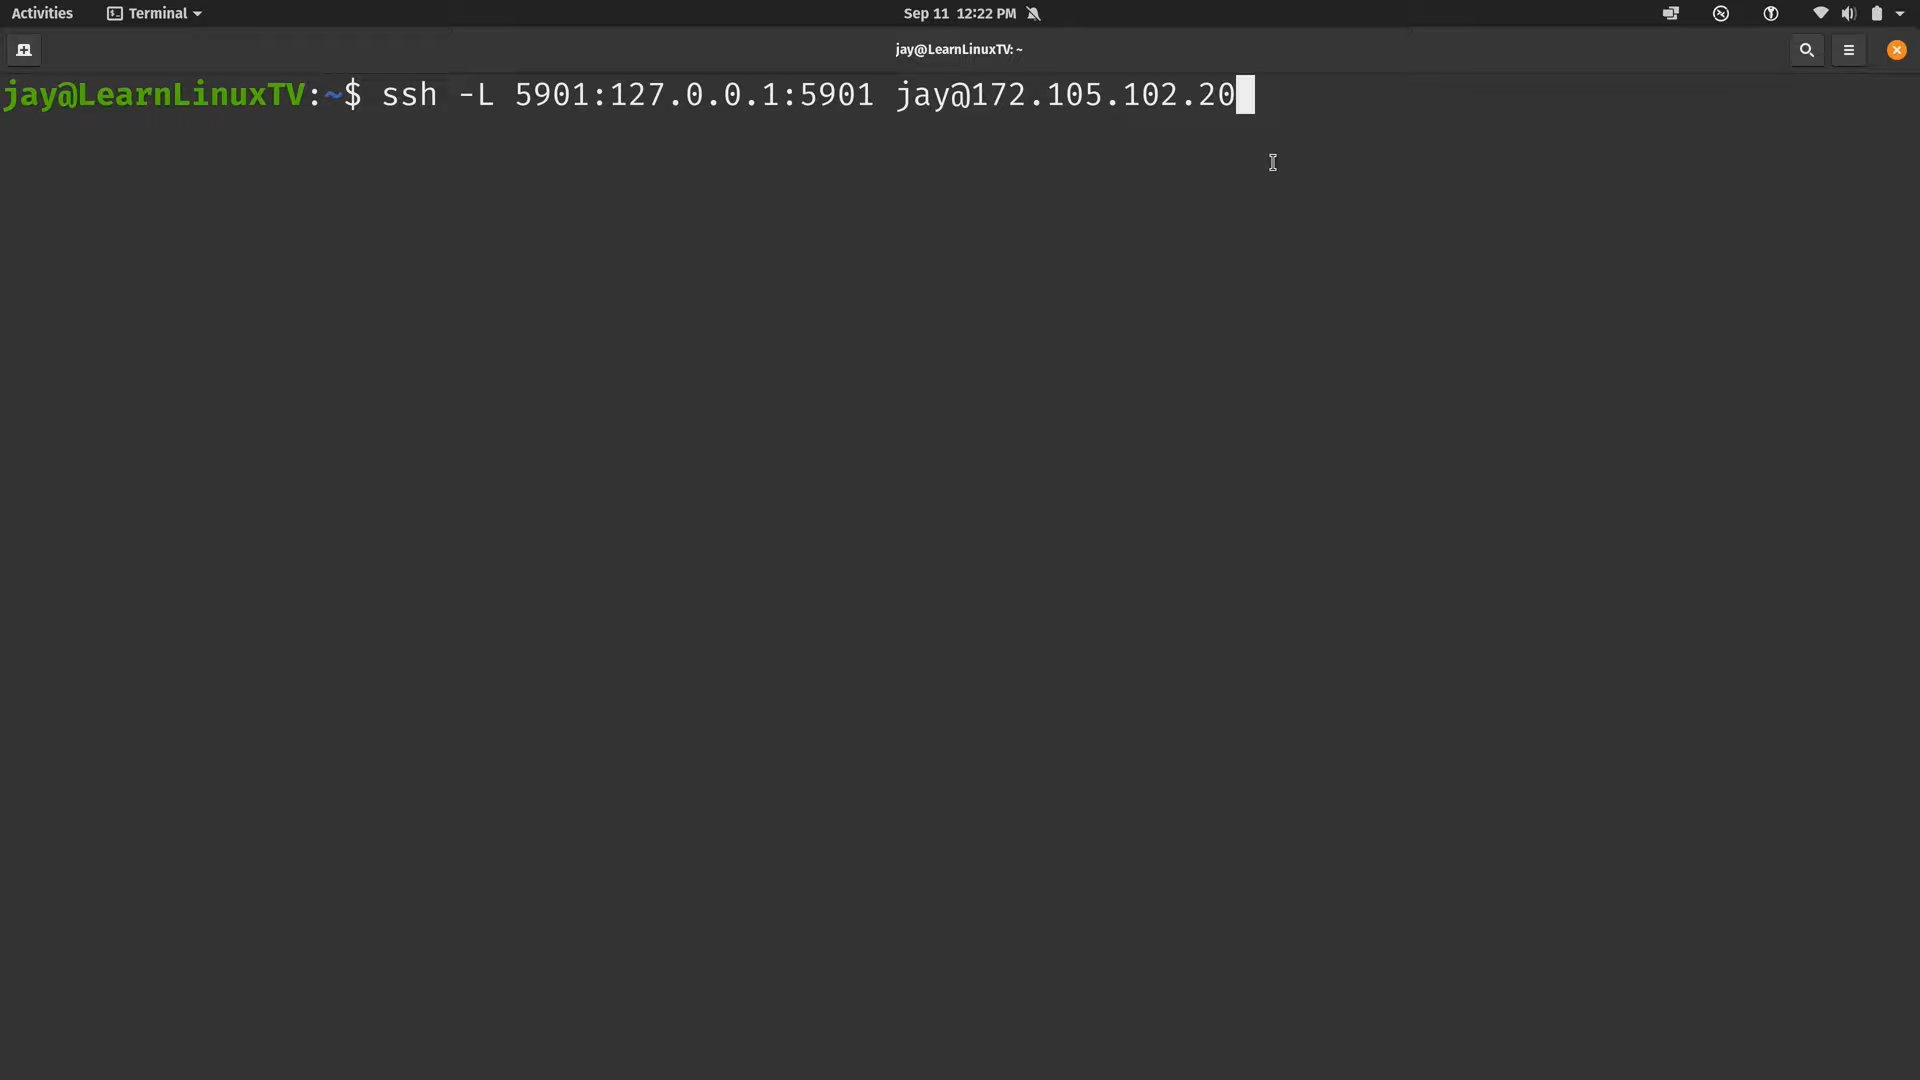 Activities Terminal Sep 11 12:22 PM
jay@LearnLinuxTV: ~
jay@LearnLinuxTV:~$ ssh -L 5901:127.0.0.1:5901 jay@172.105.102.20